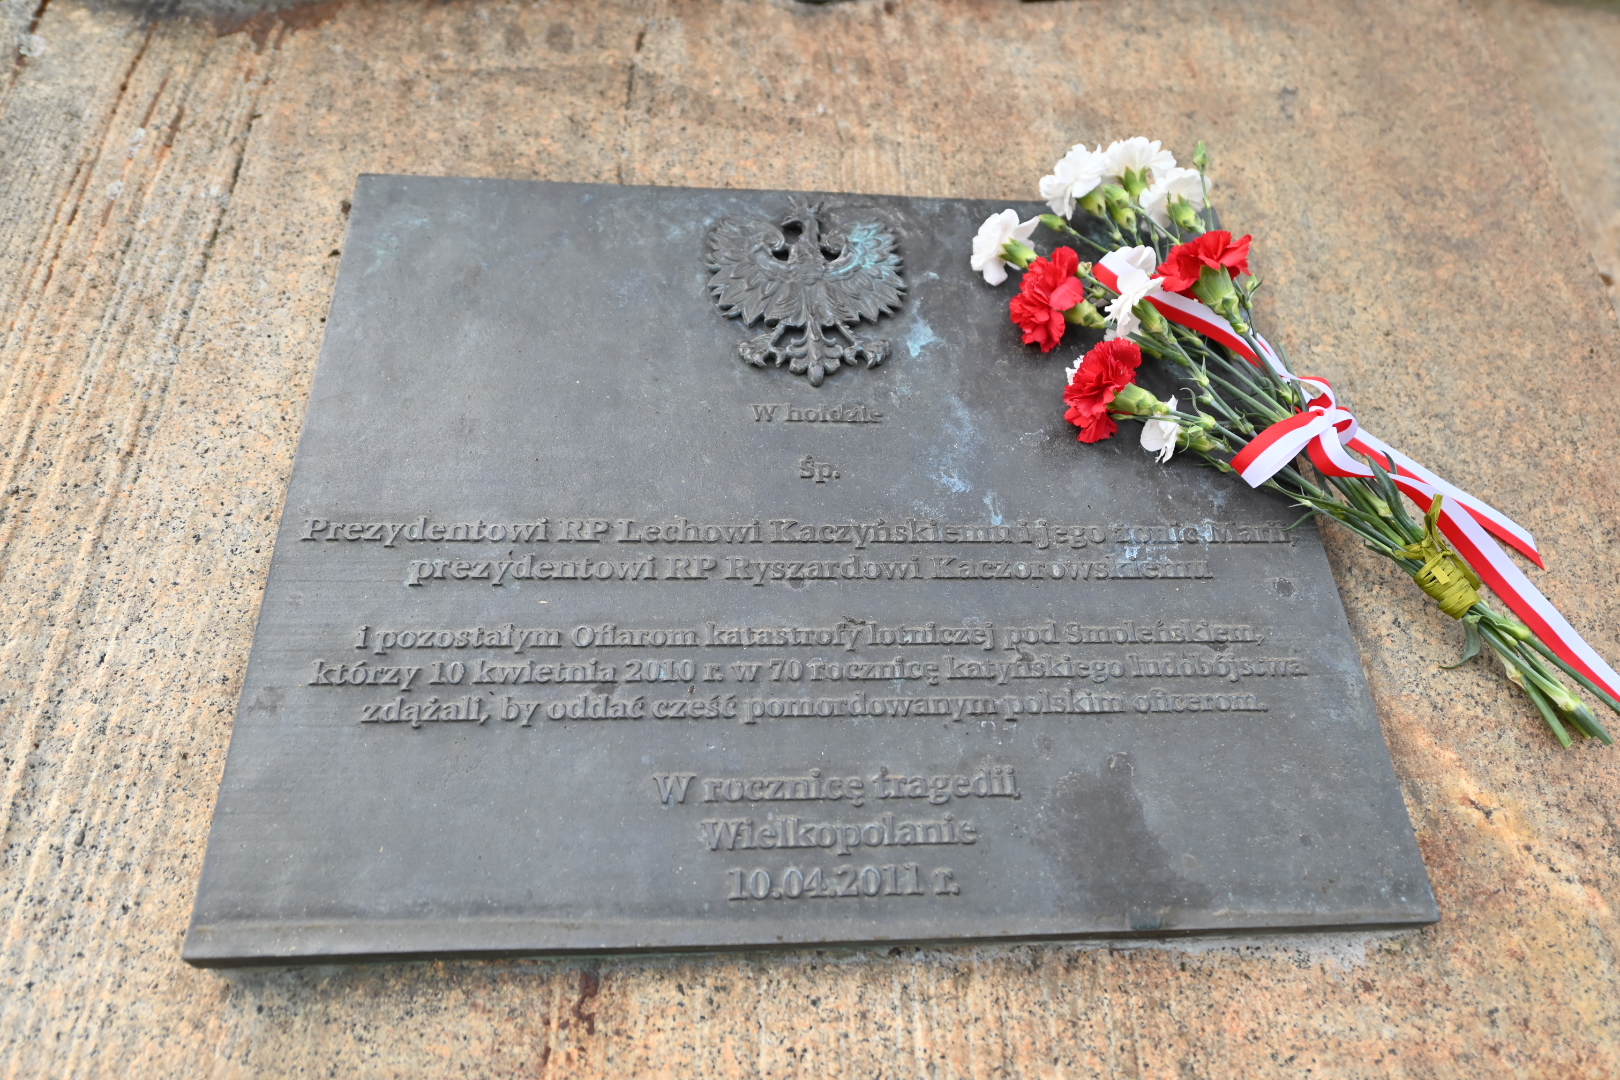 W hołdzie
Śp.
Prezydentowi RP Lechowi Kaczyńskiemu i jego żonie Marii,
prezydentowi RP Ryszardowi Kaczorowskiemu
i pozostałym Ofiarom katastrofy lotniczej pod Smoleńskiem,
którzy 10 kwietnia 2010 r. w 70 rocznicę katyńskiego ludobójstwa
zdążali, by oddać cześć pomordowanym polskim oficerom.
W rocznicę tragedii
Wielkopolanie
10.04.2011 r.